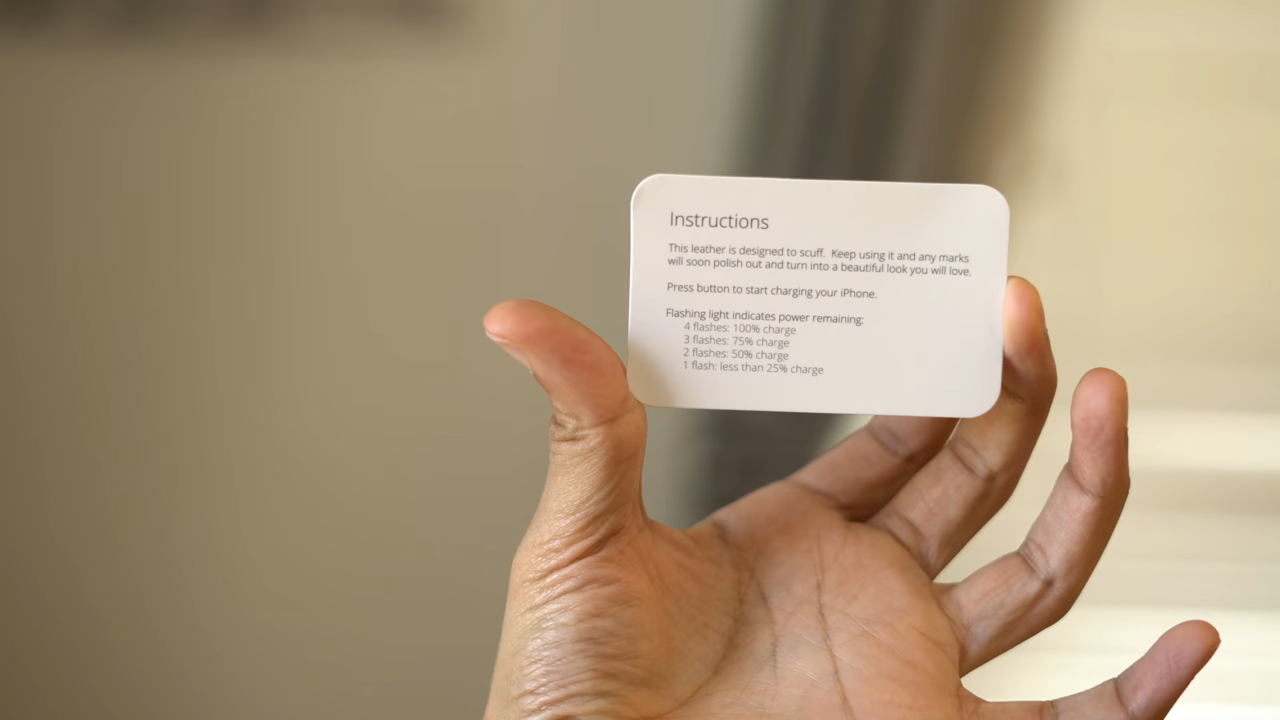 Instructions
This leather is designed to scuff. Keep using it and any marks
will soon polish out and turn into a beautiful look you will love.
Press button to start charging your iPhone.
Flashing light indicates power remaining:
4 flashes: 100% charge
3 flashes: 75% charge
2 flashes: 50% charge
1 flash: less than 25% charge